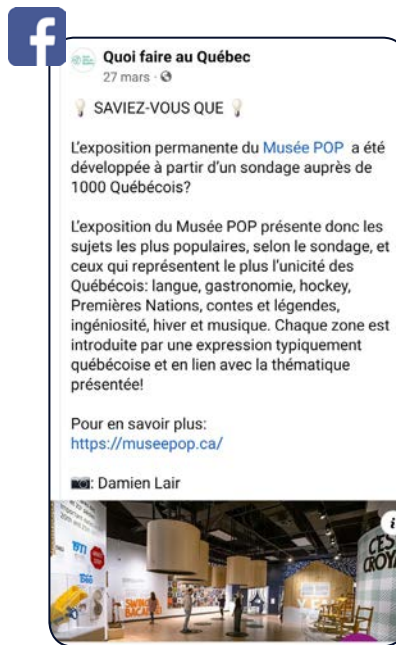 Quoi faire au Québec
27 mars ·
SAVIEZ-VOUS QUE
L'exposition permanente du Musée POP a été
développée à partir d'un sondage auprès de
1000 Québécois?
L'exposition du Musée POP présente donc les
sujets les plus populaires, selon le sondage, et
ceux qui représentent le plus l'unicité des
Québécois: langue, gastronomie, hockey,
Premières Nations, contes et légendes,
ingéniosité, hiver et musique. Chaque zone est
introduite par une expression typiquement
québécoise et en lien avec la thématique
présentée!
Pour en savoir plus:
https://museepop.ca/
: Damien Lair
C'EST
CROYA